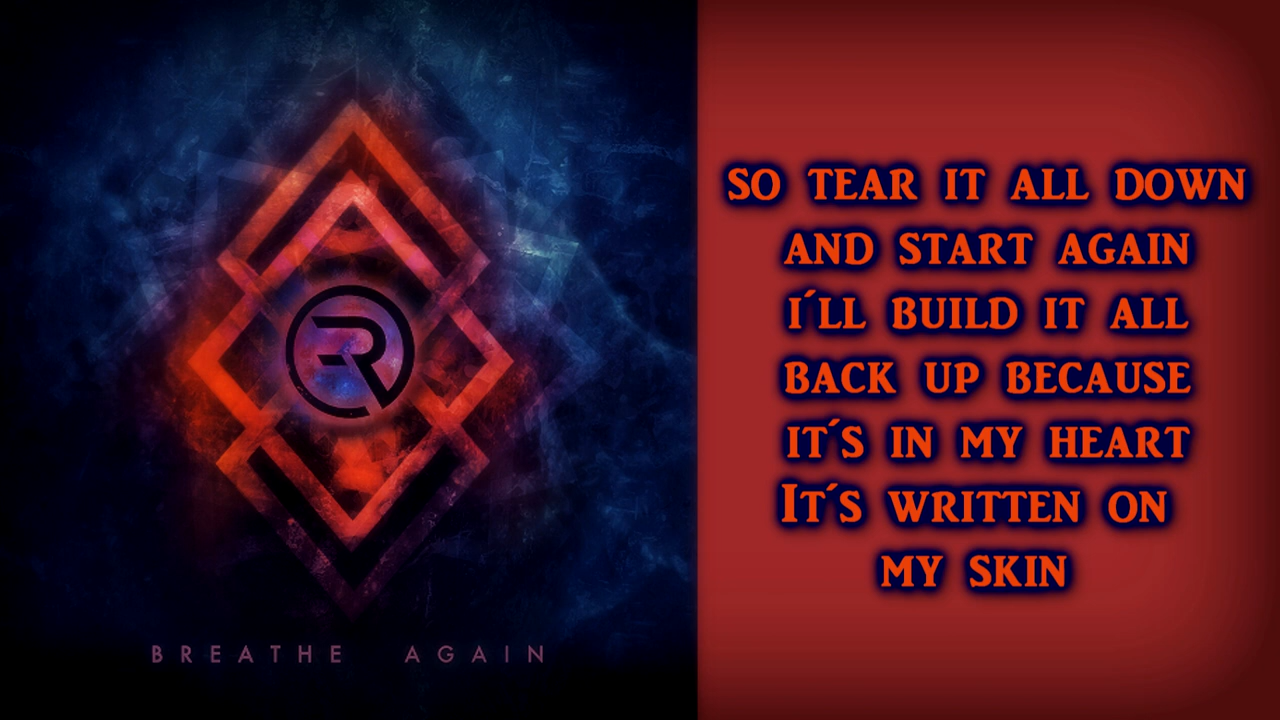 BREATHE AGAIN
SO TEAR IT ALL DOWN
AND START AGAIN
I´LL BUILD IT ALL
BACK UP BECAUSE
IT´S IN MY HEART
IT´S WRITTEN ON
MY SKIN